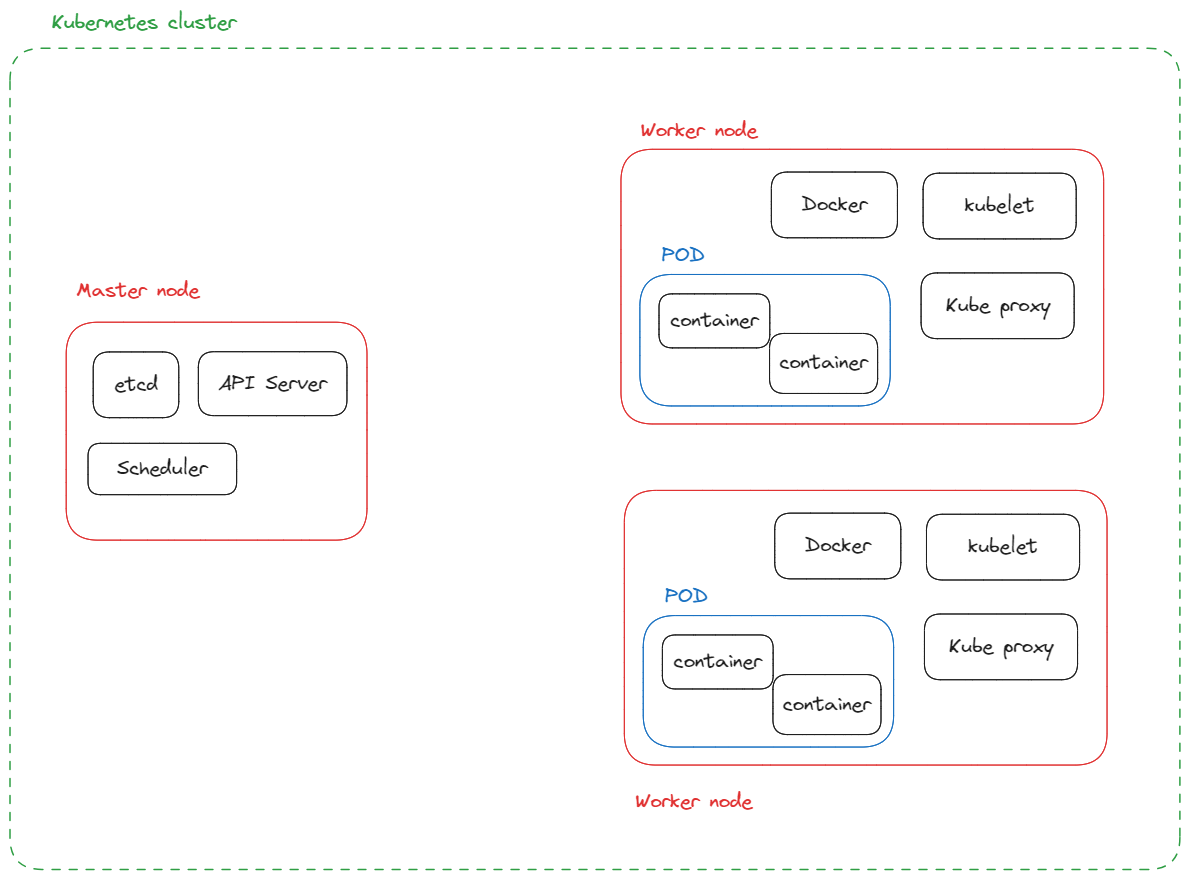 Kubernetes cluster
Master node
etcd
API Server
Scheduler
Worker node
Docker
kubelet
POD
container
container
Kube proxy
Docker
kubelet
POD
container
container
Kube proxy
Worker node